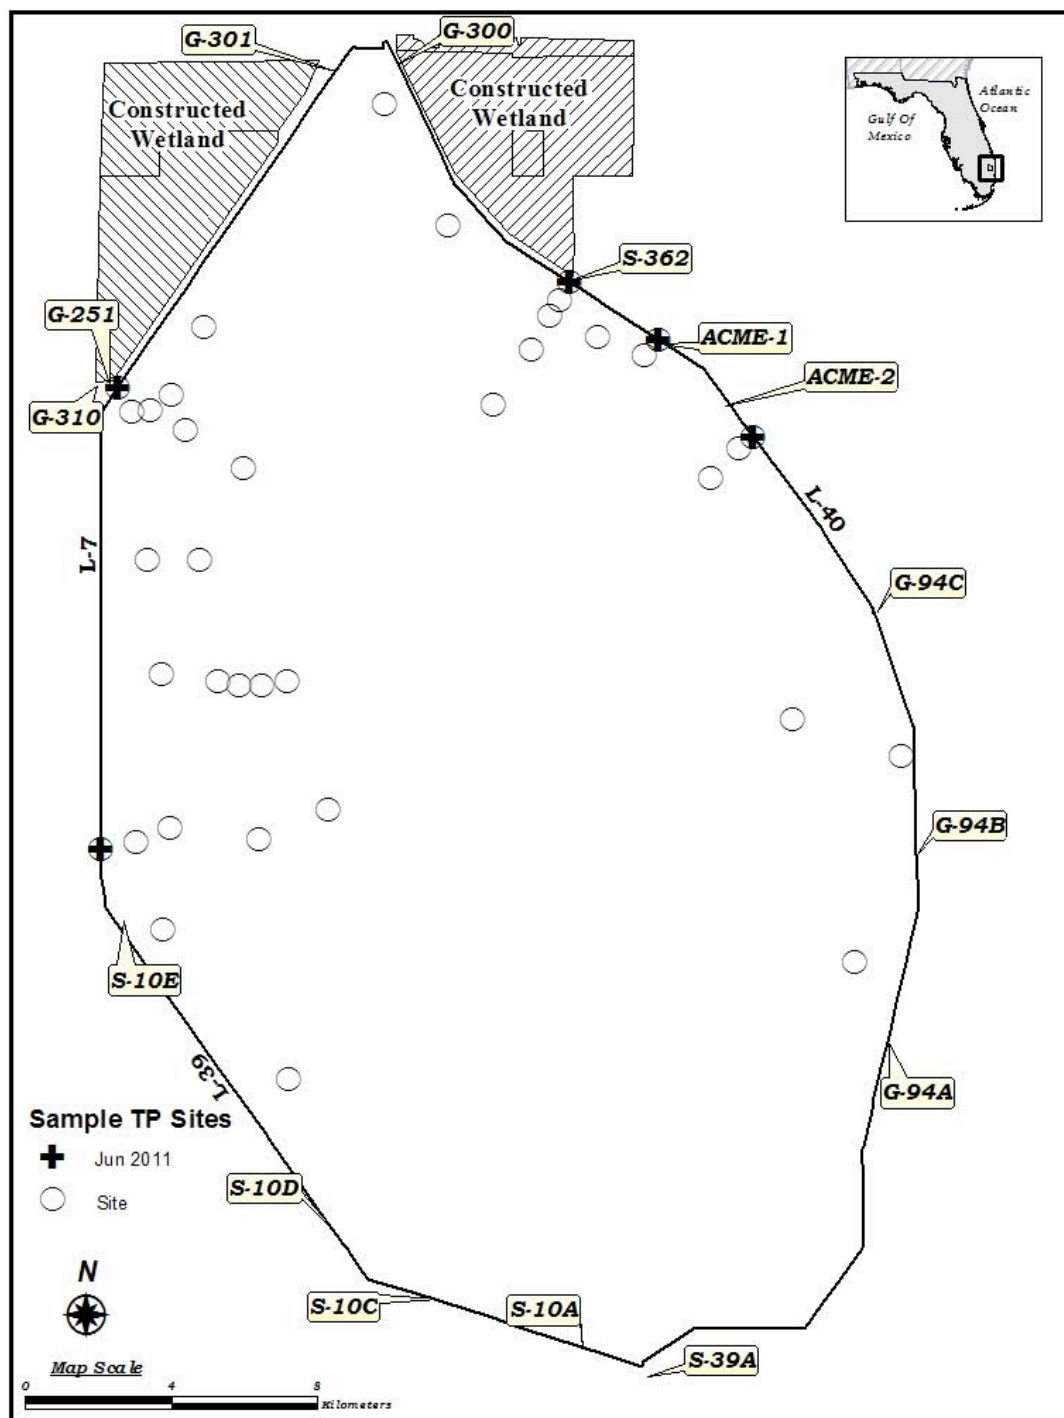 G-301
G-300
Constructed
Wetland
Constructed
Wetland
Atlantic
Ocean
Gulf Of
Mexico
S-362
G-251
ACME-1
ACME-2
G-310
L-40
L-7
G-94C
G-94B
S-10E
L-39
G-94A
Sample TP Sites
Jun 2011
Site
S-10D
N
S-10C
S-10A
S-39A
Map Scale
0 4 8
Kilometers